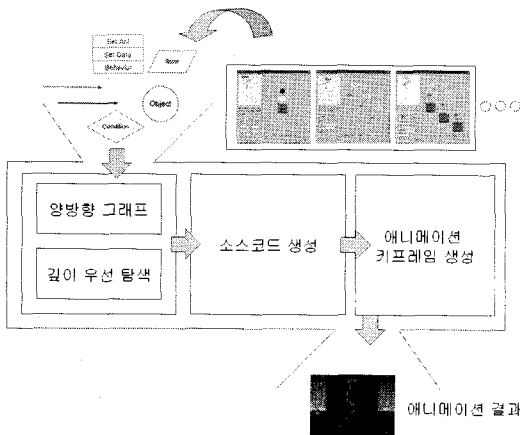 Set Data
Behavior
Object
Condition
양방향 그래프
깊이 우선 탐색
소스코드 생성
애니메이션
키프레임 생성
애니메이션 결과